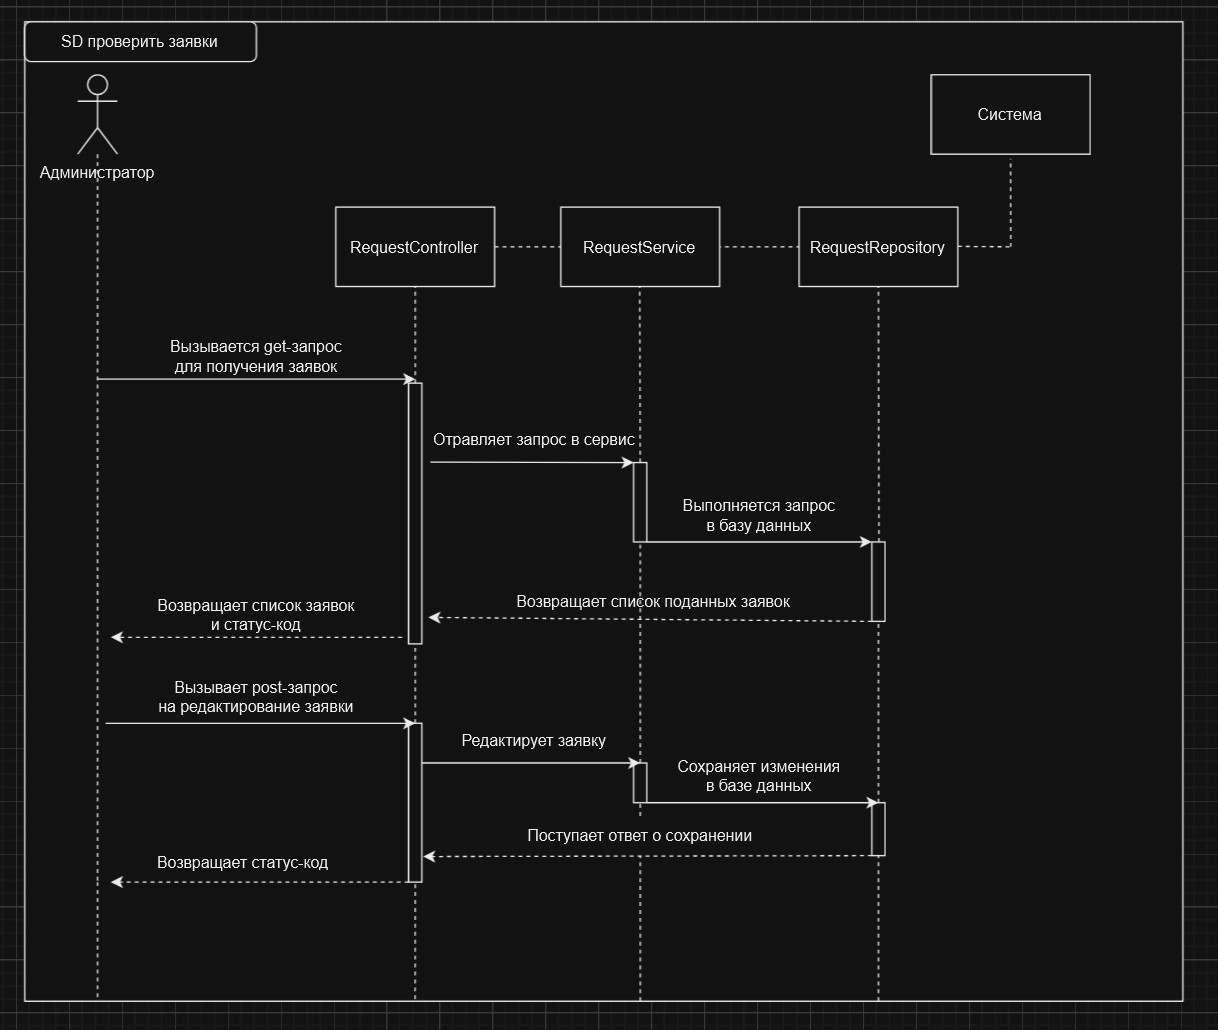 SD проверить заявки
Система
Администратор
RequestController
RequestService
RequestRepository
Вызывается get-запрос
для получения заявок
Отравляет запрос в сервис
Выполняется запрос
в базу данных
Возвращает список поданных заявок
Возвращает список заявок
и статус-код
Вызывает post-запрос
на редактирование заявки
Редактирует заявку
Сохраняет изменения
в базе данных
Поступает ответ о сохранении
Возвращает статус-код